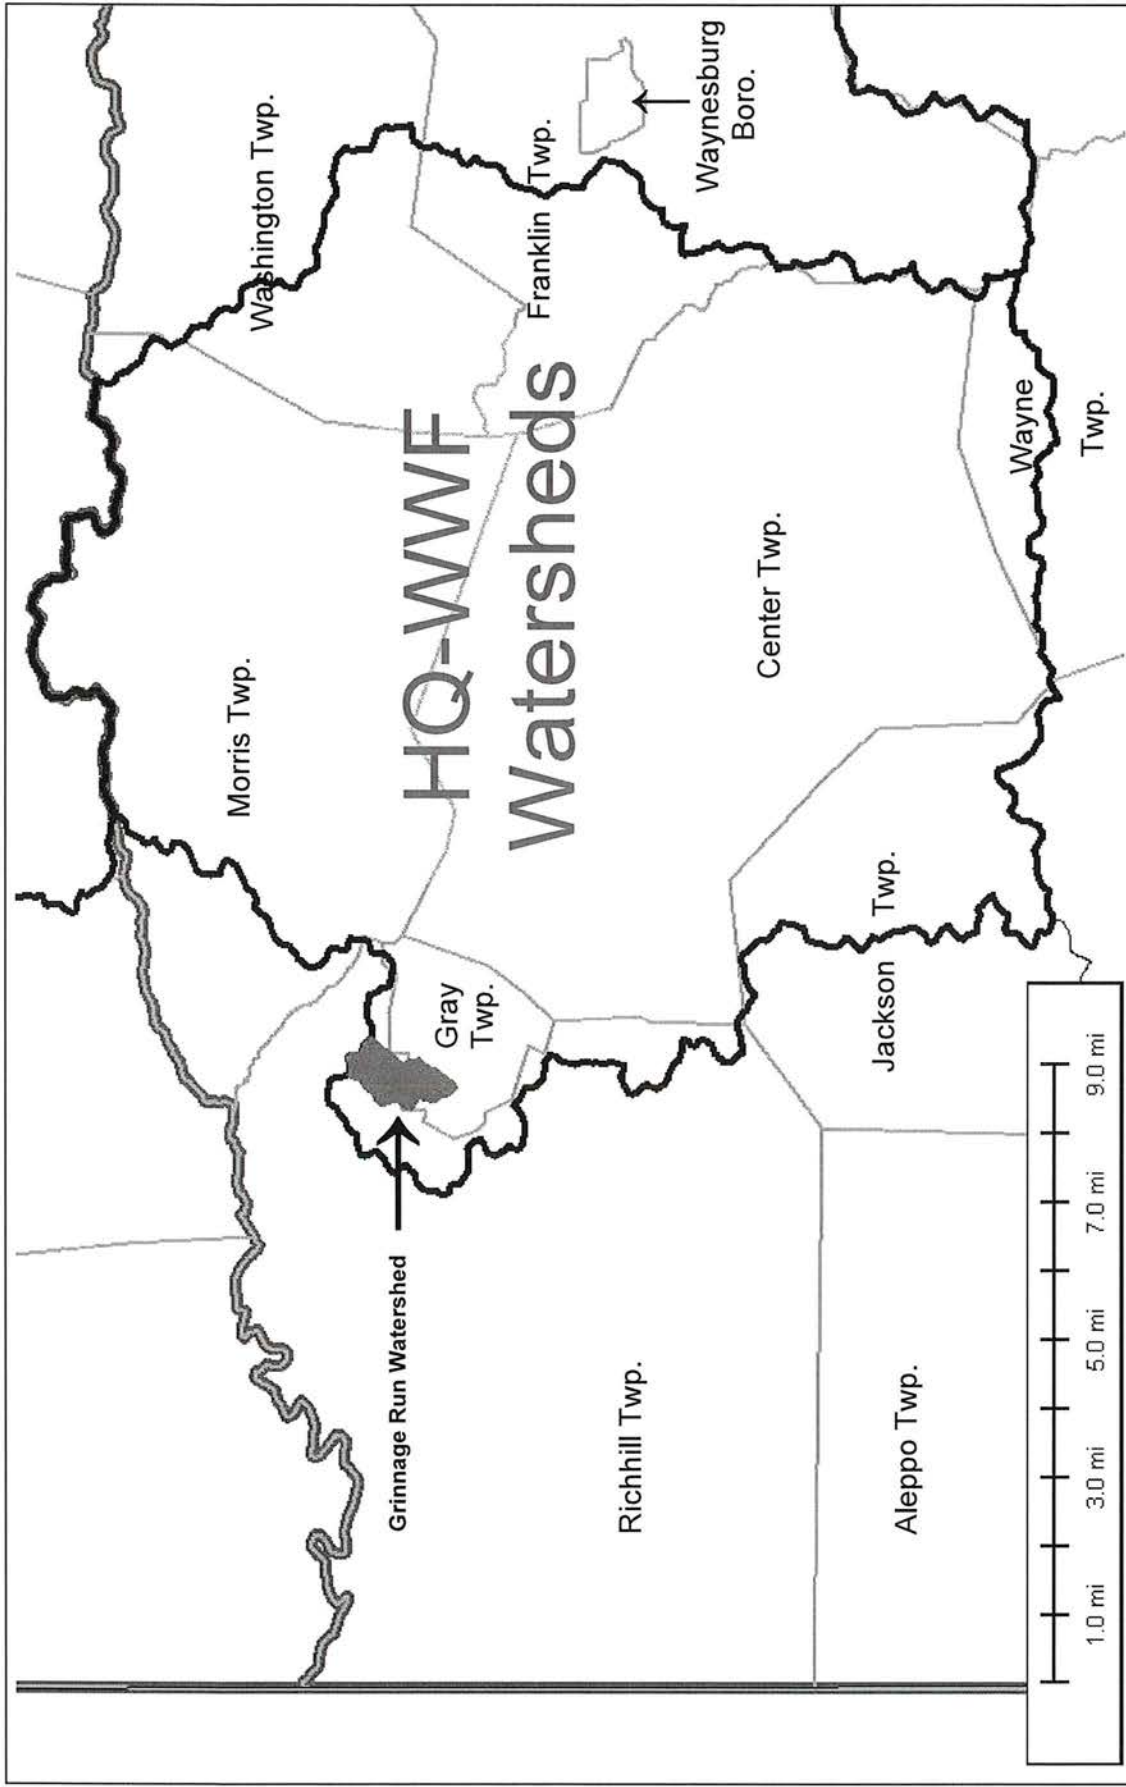 Washington Twp.
Morris Twp.
Franklin Twp.
Waynesburg
Boro.
HQ-WWF
Watersheds
Gray
Twp.
Grinnage Run Watershed
Center Twp.
Richhill Twp.
Jackson Twp.
Wayne
Twp.
Aleppo Twp.
1.0 mi 3.0 mi 5.0 mi 7.0 mi 9.0 mi